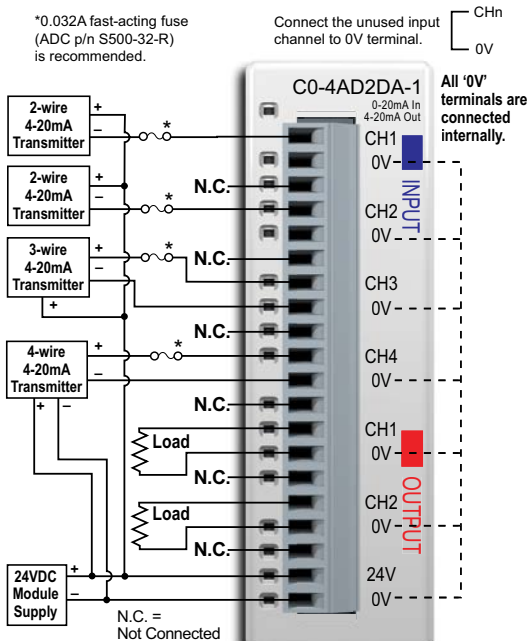 *0.032A fast-acting fuse
(ADC p/n S500-32-R)
is recommended.
Connect the unused input
channel to 0V terminal.
CHn
0V
C0-4AD2DA-1
0-20mA In
4-20mA Out
All ‘0V’
terminals are
connected
internally.
2-wire
4-20mA
Transmitter
+
–
*
2-wire
4-20mA
Transmitter
+
–
*
3-wire
4-20mA
Transmitter
+
–
+
*
4-wire
4-20mA
Transmitter
+
–
+
–
*
N.C.
N.C.
N.C.
N.C.
N.C.
N.C.
Load
Load
24VDC
Module
Supply
+
–
N.C. =
Not Connected
CH1
0V
CH2
0V
CH3
0V
CH4
0V
INPUT
CH1
0V
CH2
0V
OUTPUT
24V
0V